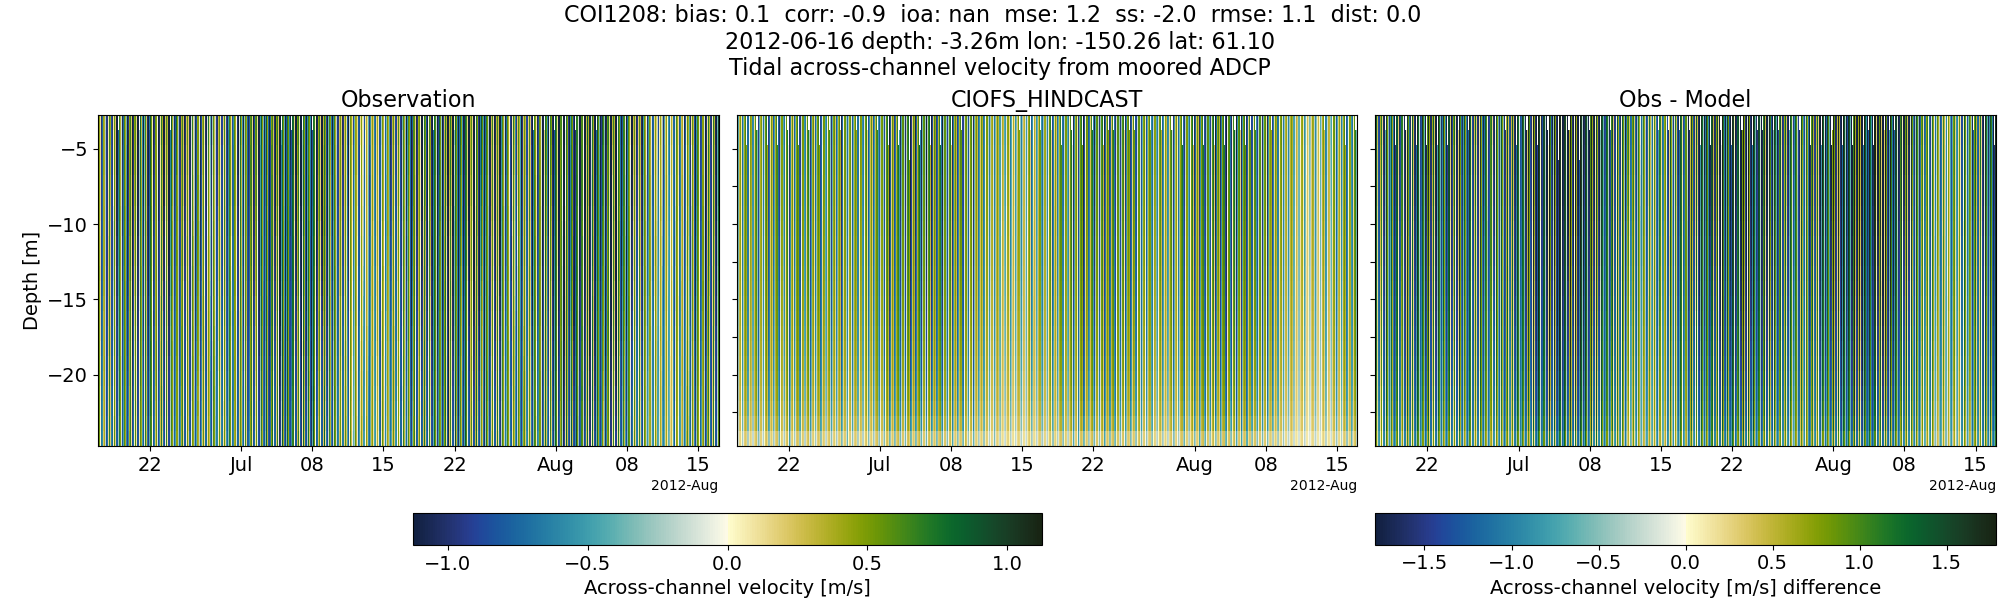 COI1208: bias: 0.1  corr: -0.9  ioa: nan  mse: 1.2  ss: -2.0  rmse: 1.1  dist: 0.0
2012-06-16 depth: -3.26m lon: -150.26 lat: 61.10
Tidal across-channel velocity from moored ADCP
Observation
CIOFS_HINDCAST
Obs - Model
Depth [m]
−5
−10
−15
−20
22 Jul 08 15 22 Aug 08 15
2012-Aug
22 Jul 08 15 22 Aug 08 15
2012-Aug
22 Jul 08 15 22 Aug 08 15
2012-Aug
−1.0 −0.5 0.0 0.5 1.0
Across-channel velocity [m/s]
−1.5 −1.0 −0.5 0.0 0.5 1.0 1.5
Across-channel velocity [m/s] difference